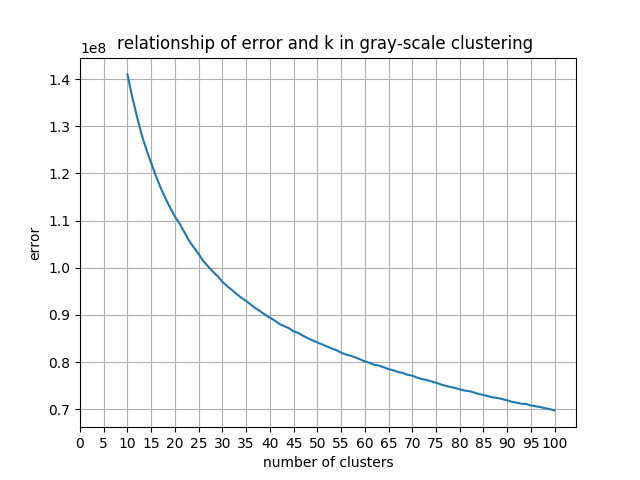 relationship of error and k in gray-scale clustering
1e8
1.4
1.3
1.2
1.1
1.0
0.9
0.8
0.7
error
0 5 10 15 20 25 30 35 40 45 50 55 60 65 70 75 80 85 90 95 100
number of clusters